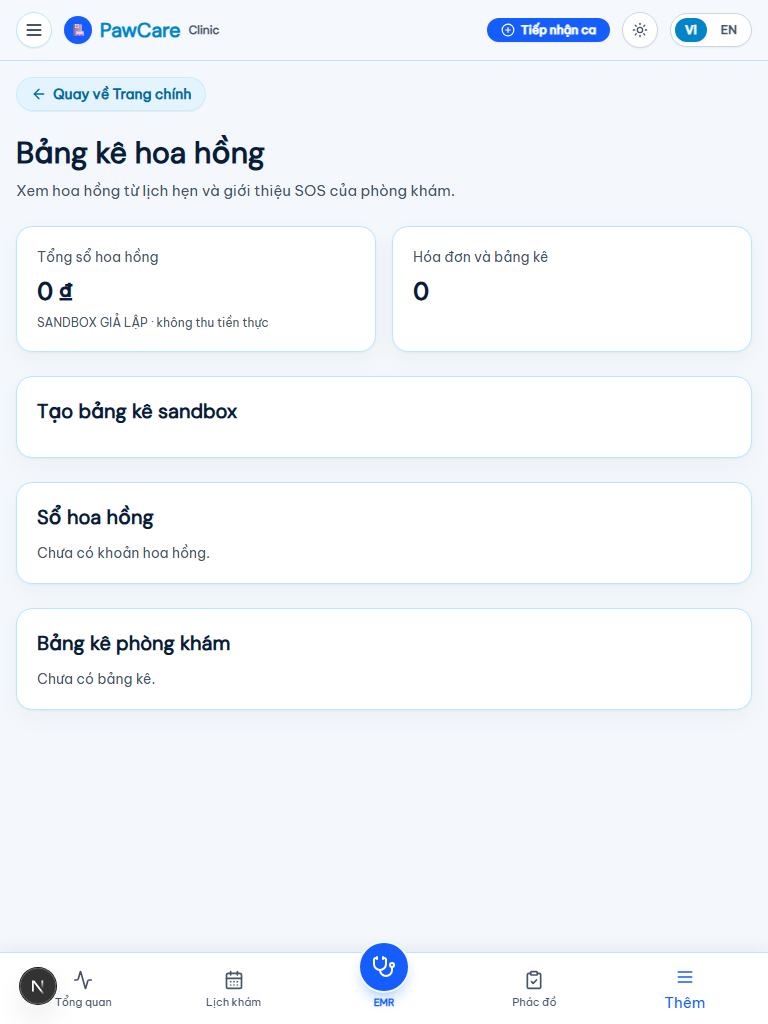 PawCare Clinic
Tiếp nhận ca
VI EN
Quay về Trang chính
Bảng kê hoa hồng
Xem hoa hồng từ lịch hẹn và giới thiệu SOS của phòng khám.
Tổng sổ hoa hồng
0 ₫
SANDBOX GIẢ LẬP · không thu tiền thực
Hóa đơn và bảng kê
0
Tạo bảng kê sandbox
Sổ hoa hồng
Chưa có khoản hoa hồng.
Bảng kê phòng khám
Chưa có bảng kê.
N
Tổng quan
Lịch khám
EMR
Phác đồ
Thêm